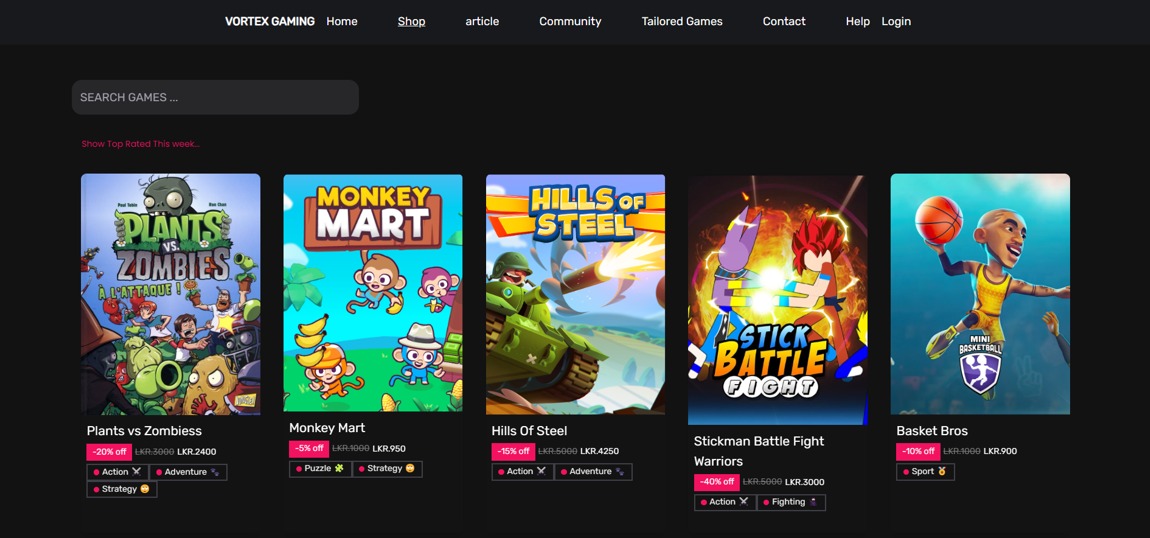 VORTEX GAMING Home Shop article Community Tailored Games Contact Help Login
SEARCH GAMES ...
Show Top Rated This week...
Paul Tobin Ron Chan
PLANTS
VS.
ZOMBIES
À L'ATTAQUE !
MONKEY
MART
HILLS OF
STEEL
STICK
BATTLE
FIGHT
MINI
BASKETBALL
Plants vs Zombiess
-20% off LKR.3000 LKR.2400
Action Adventure
Strategy
Monkey Mart
-5% off LKR.1000 LKR.950
Puzzle Strategy
Hills Of Steel
-15% off LKR.5000 LKR.4250
Action Adventure
Stickman Battle Fight
Warriors
-40% off LKR.5000 LKR.3000
Action Fighting
Basket Bros
-10% off LKR.1000 LKR.900
Sport